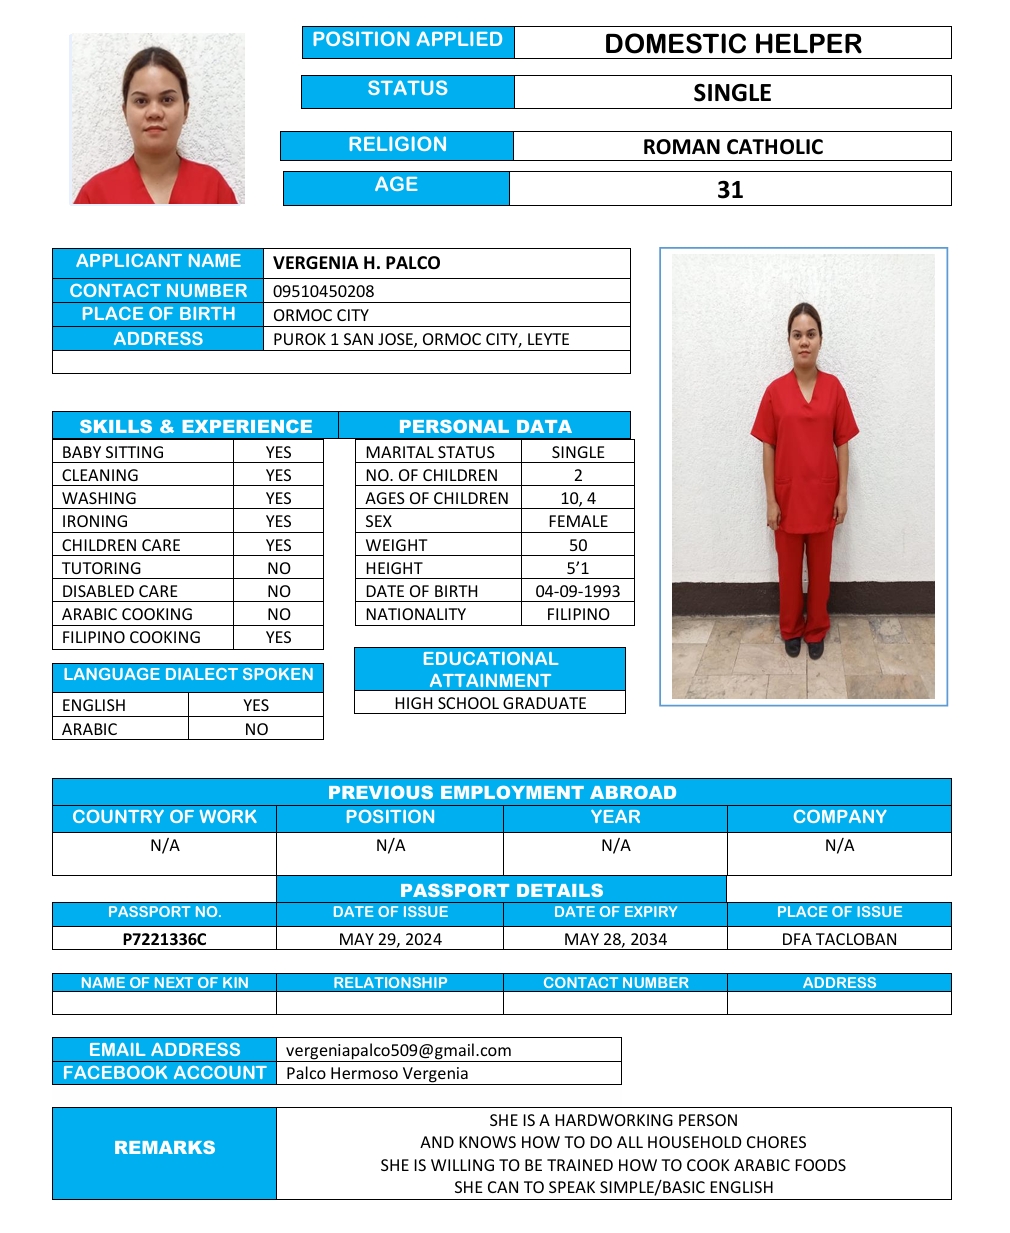 POSITION APPLIED DOMESTIC HELPER
STATUS SINGLE
RELIGION ROMAN CATHOLIC
AGE 31
APPLICANT NAME VERGENIA H. PALCO
CONTACT NUMBER 09510450208
PLACE OF BIRTH ORMOC CITY
ADDRESS PUROK 1 SAN JOSE, ORMOC CITY, LEYTE
SKILLS & EXPERIENCE PERSONAL DATA
BABY SITTING YES MARITAL STATUS SINGLE
CLEANING YES NO. OF CHILDREN 2
WASHING YES AGES OF CHILDREN 10, 4
IRONING YES SEX FEMALE
CHILDREN CARE YES WEIGHT 50
TUTORING NO HEIGHT 5’1
DISABLED CARE NO DATE OF BIRTH 04-09-1993
ARABIC COOKING NO NATIONALITY FILIPINO
FILIPINO COOKING YES
LANGUAGE DIALECT SPOKEN
ENGLISH YES
ARABIC NO
EDUCATIONAL
ATTAINMENT
HIGH SCHOOL GRADUATE
PREVIOUS EMPLOYMENT ABROAD
COUNTRY OF WORK POSITION YEAR COMPANY
N/A N/A N/A N/A
PASSPORT DETAILS
PASSPORT NO. DATE OF ISSUE DATE OF EXPIRY PLACE OF ISSUE
P7221336C MAY 29, 2024 MAY 28, 2034 DFA TACLOBAN
NAME OF NEXT OF KIN RELATIONSHIP CONTACT NUMBER ADDRESS
EMAIL ADDRESS vergeniapalco509@gmail.com
FACEBOOK ACCOUNT Palco Hermoso Vergenia
REMARKS
SHE IS A HARDWORKING PERSON
AND KNOWS HOW TO DO ALL HOUSEHOLD CHORES
SHE IS WILLING TO BE TRAINED HOW TO COOK ARABIC FOODS
SHE CAN TO SPEAK SIMPLE/BASIC ENGLISH